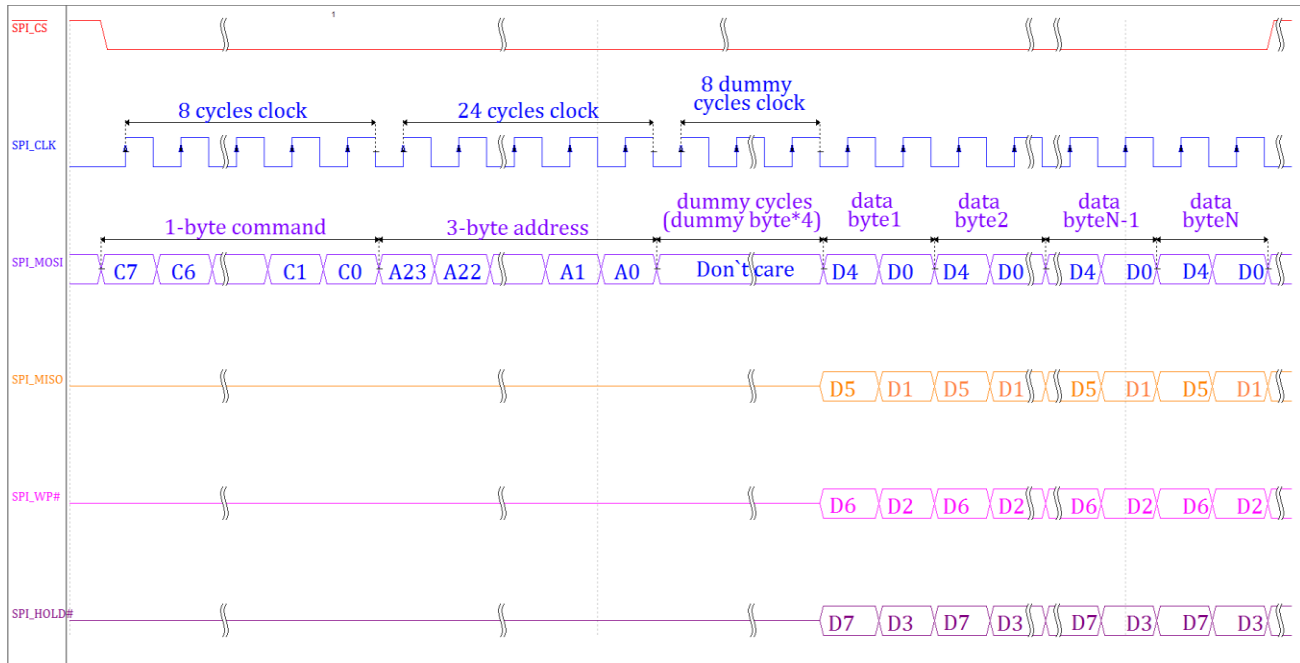 1
SPI_CS
8 cycles clock
24 cycles clock
8 dummy
cycles clock
SPI_CLK
1-byte command
3-byte address
dummy cycles
(dummy byte*4)
data
byte1
data
byte2
data
byteN-1
data
byteN
SPI_MOSI
C7 C6 C1 C0 A23 A22 A1 A0 Don`t care D4 D0 D4 D0 D4 D0 D4 D0
SPI_MISO
D5 D1 D5 D1 D5 D1 D5 D1
SPI_WP#
D6 D2 D6 D2 D6 D2 D6 D2
SPI_HOLD#
D7 D3 D7 D3 D7 D3 D7 D3